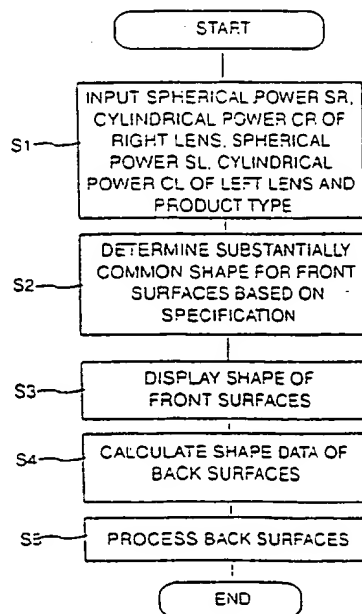 START
S1
INPUT SPHERICAL POWER SR,
CYLINDRICAL POWER CR OF
RIGHT LENS, SPHERICAL
POWER SL, CYLINDRICAL
POWER CL OF LEFT LENS AND
PRODUCT TYPE
S2
DETERMINE SUBSTANTIALLY
COMMON SHAPE FOR FRONT
SURFACES BASED ON
SPECIFICATION
S3
DISPLAY SHAPE OF
FRONT SURFACES
S4
CALCULATE SHAPE DATA OF
BACK SURFACES
S5
PROCESS BACK SURFACES
END